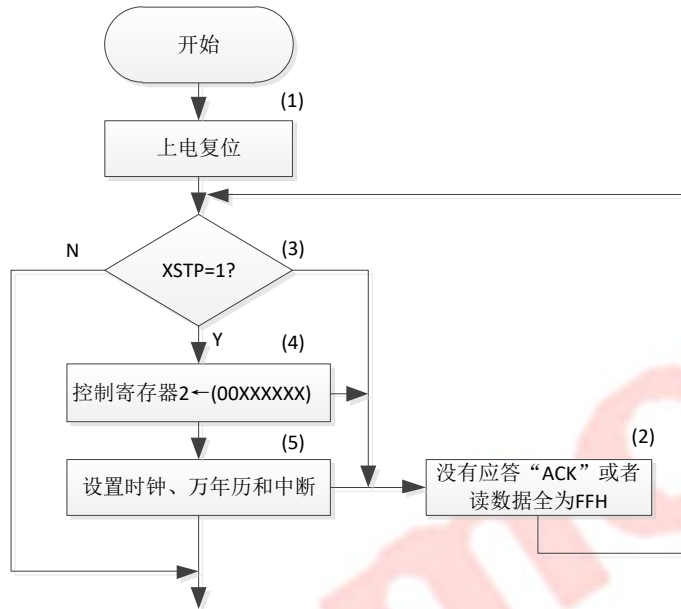 开始
(1)
上电复位
N
(3)
XSTP=1?
Y
(4)
控制寄存器2←(00XXXXXX)
(5)
设置时钟、万年历和中断
(2)
没有应答“ACK”或者
读数据全为FFH